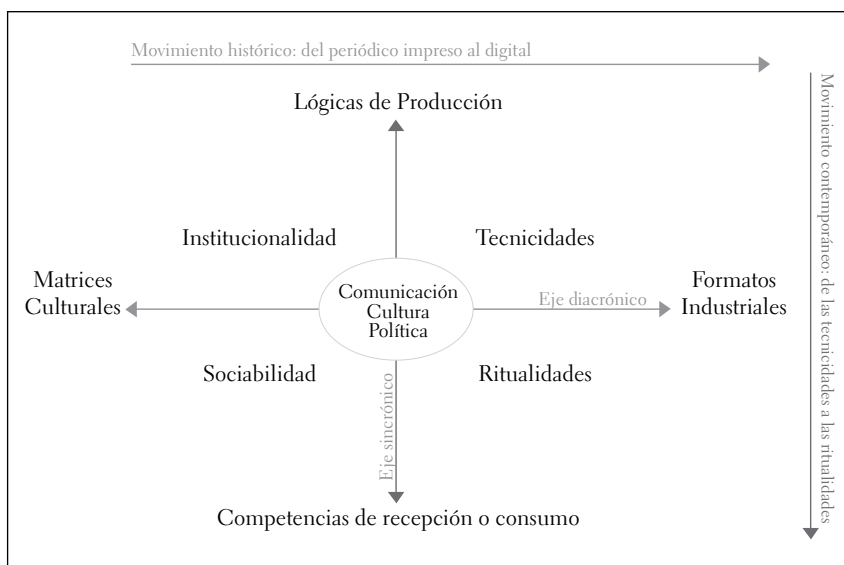 Movimiento histórico: del periódico impreso al digital
Lógicas de Producción
Institucionalidad
Tecnicidades
Matrices
Culturales
Comunicación
Cultura
Política
Eje diacrónico
Formatos
Industriales
Sociabilidad
Ritualidades
Eje sincrónico
Competencias de recepción o consumo
Movimiento contemporáneo: de las tecnicidades a las ritualidades